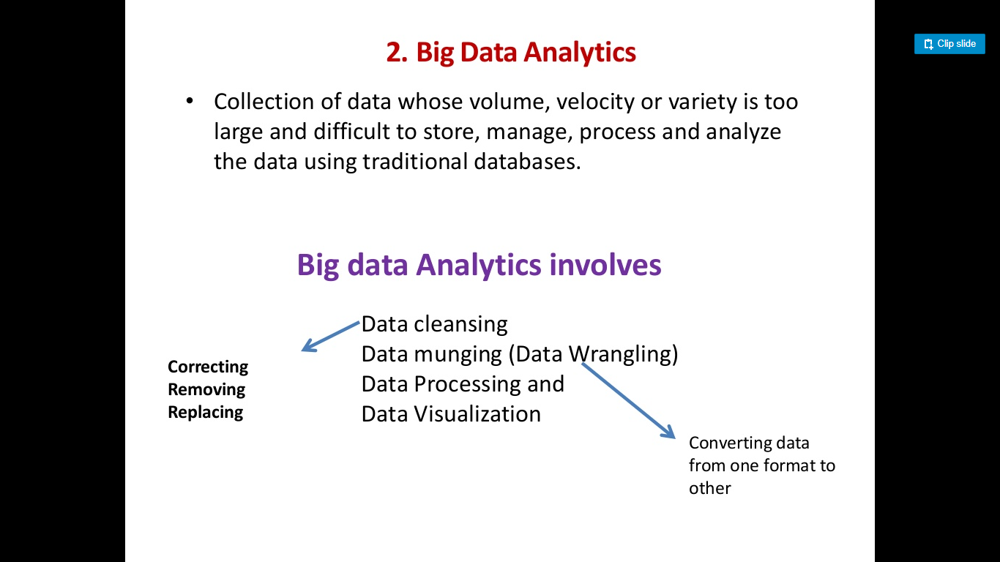 Clip slide
2. Big Data Analytics
• Collection of data whose volume, velocity or variety is too
large and difficult to store, manage, process and analyze
the data using traditional databases.
Big data Analytics involves
Data cleansing
Data munging (Data Wrangling)
Data Processing and
Data Visualization
Correcting
Removing
Replacing
Converting data
from one format to
other